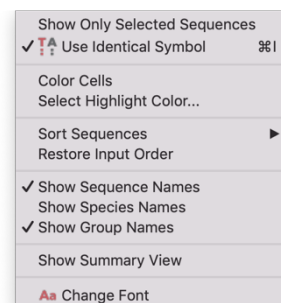 Show Only Selected Sequences
✓ TA Use Identical Symbol ⌘I
Color Cells
Select Highlight Color...
Sort Sequences ▶
Restore Input Order
✓ Show Sequence Names
Show Species Names
✓ Show Group Names
Show Summary View
Aa Change Font